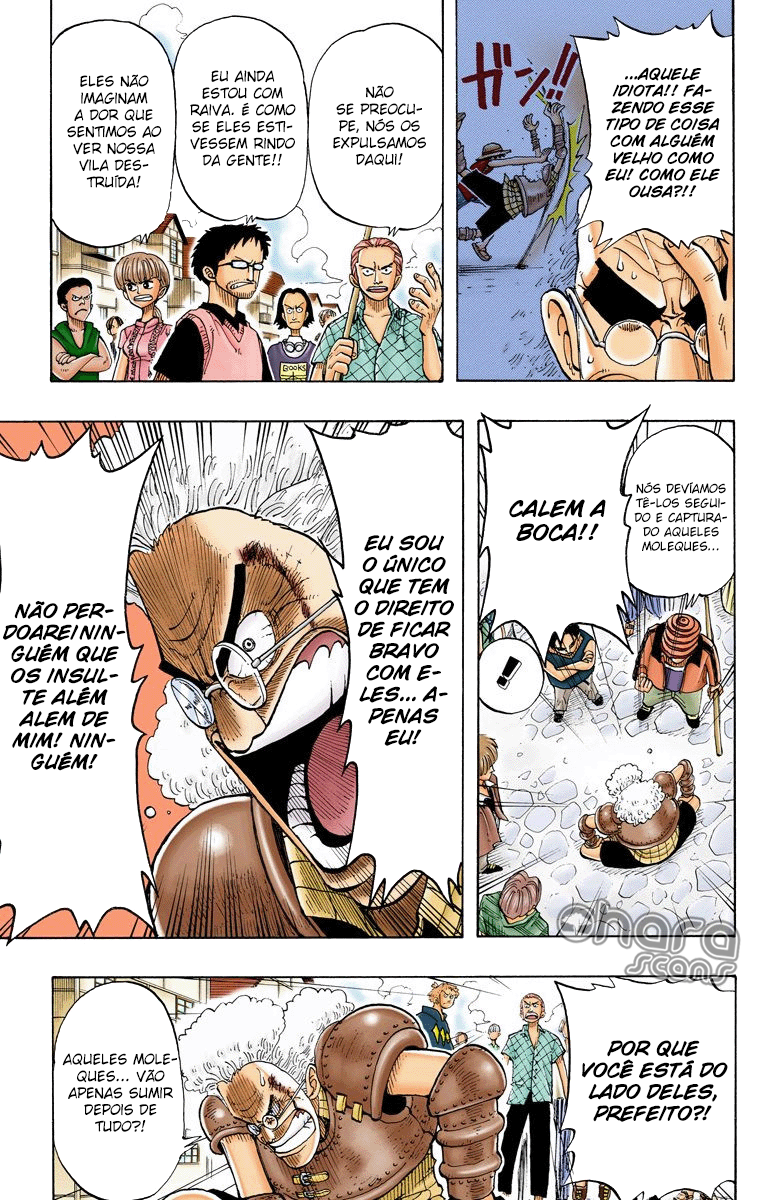 ...AQUELE
IDIOTA!! FA-
ZENDO ESSE
TIPO DE COISA
COM ALGUÉM
VELHO COMO
EU! COMO ELE
OUSA?!!
ガン!!
NÃO
SE PREOCU-
PE, NÓS OS
EXPULSAMOS
DAQUI!
EU AINDA
ESTOU COM
RAIVA. É COMO
SE ELES ESTI-
VESSEM RINDO
DA GENTE!!
ELES NÃO
IMAGINAM
A DOR QUE
SENTIMOS AO
VER NOSSA
VILA DES-
TRUÍDA!
BOOKS
NÓS DEVÍAMOS
TÊ-LOS SEGUI-
DO E CAPTURA-
DO AQUELES
MOLEQUES...
CALEM A
BOCA!!
!
EU SOU
O ÚNICO
QUE TEM
O DIREITO
DE FICAR
BRAVO
COM E-
LES... A-
PENAS
EU!
NÃO PER-
DOAREI NIN-
GUÉM QUE
OS INSUL-
TE ALÉM
ALEM DE
MIM! NIN-
GUÉM!
OHARA
SCANS
POR QUE
VOCÊ ESTÁ DO
LADO DELES,
PREFEITO?!
AQUELES MOLE-
QUES... VÃO
APENAS SUMIR
DEPOIS DE
TUDO?!